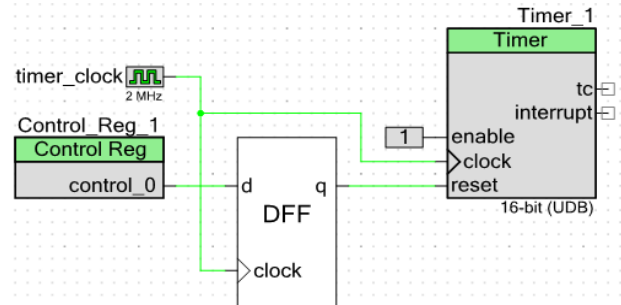 Timer_1
Timer
timer_clock
2 MHz
tc
interrupt
Control_Reg_1
Control Reg
1
enable
clock
control_0
d
q
reset
DFF
16-bit (UDB)
clock